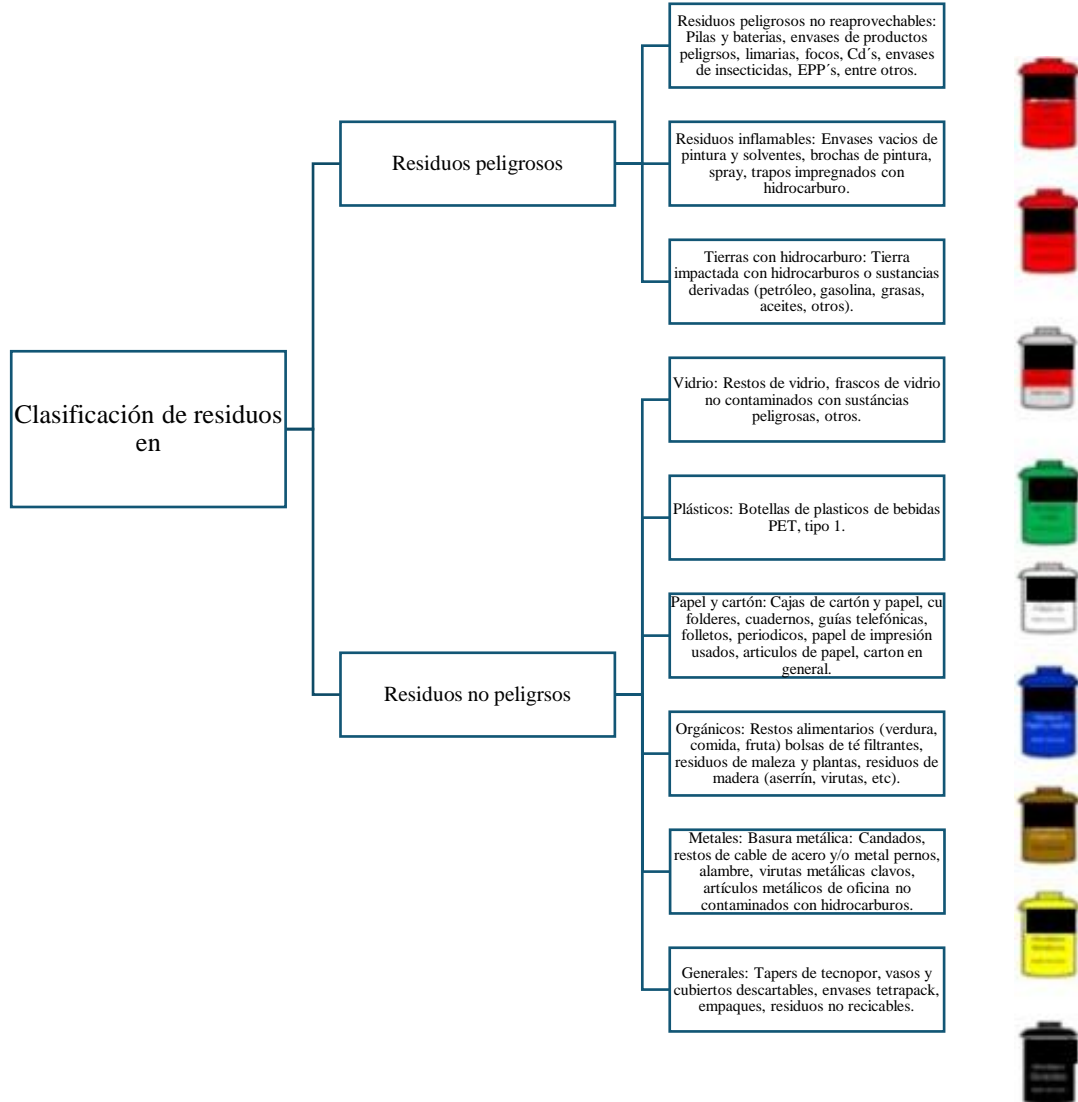 Residuos peligrosos no reaprovechables:
Pilas y baterias, envases de productos
peligrsos, limarias, focos, Cd´s, envases
de insecticidas, EPP´s, entre otros.
Residuos peligrosos
Residuos inflamables: Envases vacios de
pintura y solventes, brochas de pintura,
spray, trapos impregnados con
hidrocarburo.
Tierras con hidrocarburo: Tierra
impactada con hidrocarburos o sustancias
derivadas (petróleo, gasolina, grasas,
aceites, otros).
Clasificación de residuos
en
Vidrio: Restos de vidrio, frascos de vidrio
no contaminados con sustáncias
peligrosas, otros.
Plásticos: Botellas de plasticos de bebidas
PET, tipo 1.
Papel y cartón: Cajas de cartón y papel, cu
folderes, cuadernos, guías telefónicas,
folletos, periodicos, papel de impresión
usados, articulos de papel, carton en
general.
Residuos no peligrsos
Orgánicos: Restos alimentarios (verdura,
comida, fruta) bolsas de té filtrantes,
residuos de maleza y plantas, residuos de
madera (aserrín, virutas, etc).
Metales: Basura metálica: Candados,
restos de cable de acero y/o metal pernos,
alambre, virutas metálicas clavos,
artículos metálicos de oficina no
contaminados con hidrocarburos.
Generales: Tapers de tecnopor, vasos y
cubiertos descartables, envases tetrapack,
empaques, residuos no recicables.